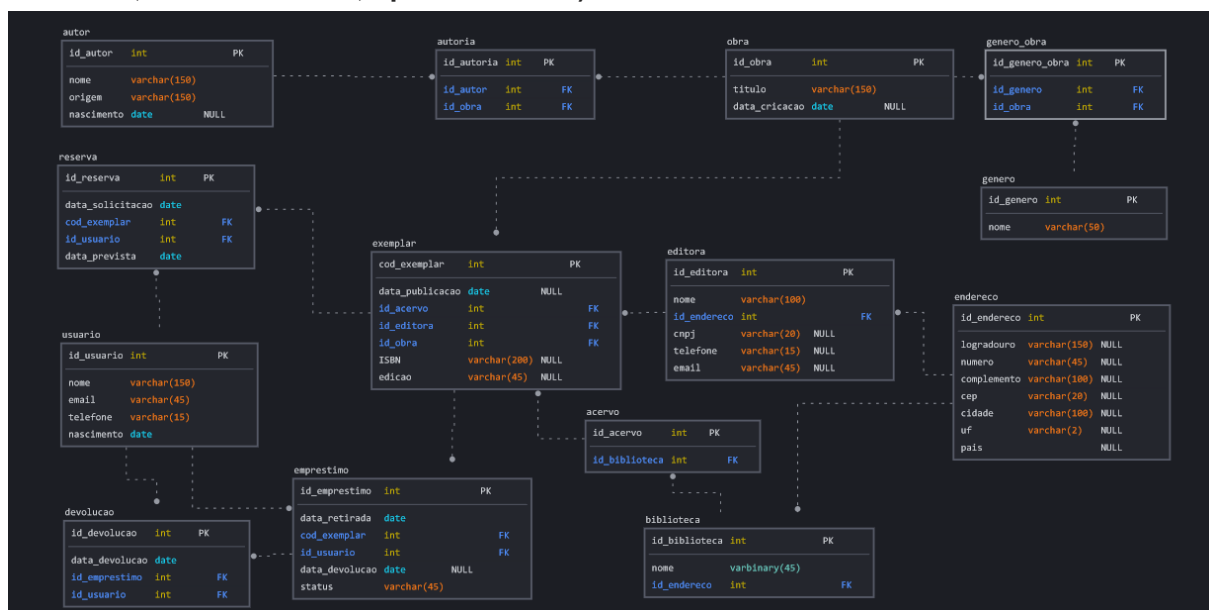 autor
id_autor int PK
nome varchar(150)
origem varchar(150)
nascimento date NULL
autoria
id_autoria int PK
id_autor int FK
id_obra int FK
obra
id_obra int PK
titulo varchar(150)
data_cricacao date NULL
genero_obra
id_genero_obra int PK
id_genero int FK
id_obra int FK
reserva
id_reserva int PK
data_solicitacao date
cod_exemplar int FK
id_usuario int FK
data_prevista date
genero
id_genero int PK
nome varchar(50)
exemplar
cod_exemplar int PK
data_publicacao date NULL
id_acervo int FK
id_editora int FK
id_obra int FK
ISBN varchar(200) NULL
edicao varchar(45) NULL
editora
id_editora int PK
nome varchar(100)
id_endereco int FK
cnpj varchar(20) NULL
telefone varchar(15) NULL
email varchar(45) NULL
endereco
id_endereco int PK
logradouro varchar(150) NULL
numero varchar(45) NULL
complemento varchar(100) NULL
cep varchar(20) NULL
cidade varchar(100) NULL
uf varchar(2) NULL
pais NULL
usuario
id_usuario int PK
nome varchar(150)
email varchar(45)
telefone varchar(15)
nascimento date
acervo
id_acervo int PK
id_biblioteca int FK
emprestimo
id_emprestimo int PK
data_retirada date
cod_exemplar int FK
id_usuario int FK
data_devolucao date NULL
status varchar(45)
devolucao
id_devolucao int PK
data_devolucao date
id_emprestimo int FK
id_usuario int FK
biblioteca
id_biblioteca int PK
nome varbinary(45)
id_endereco int FK